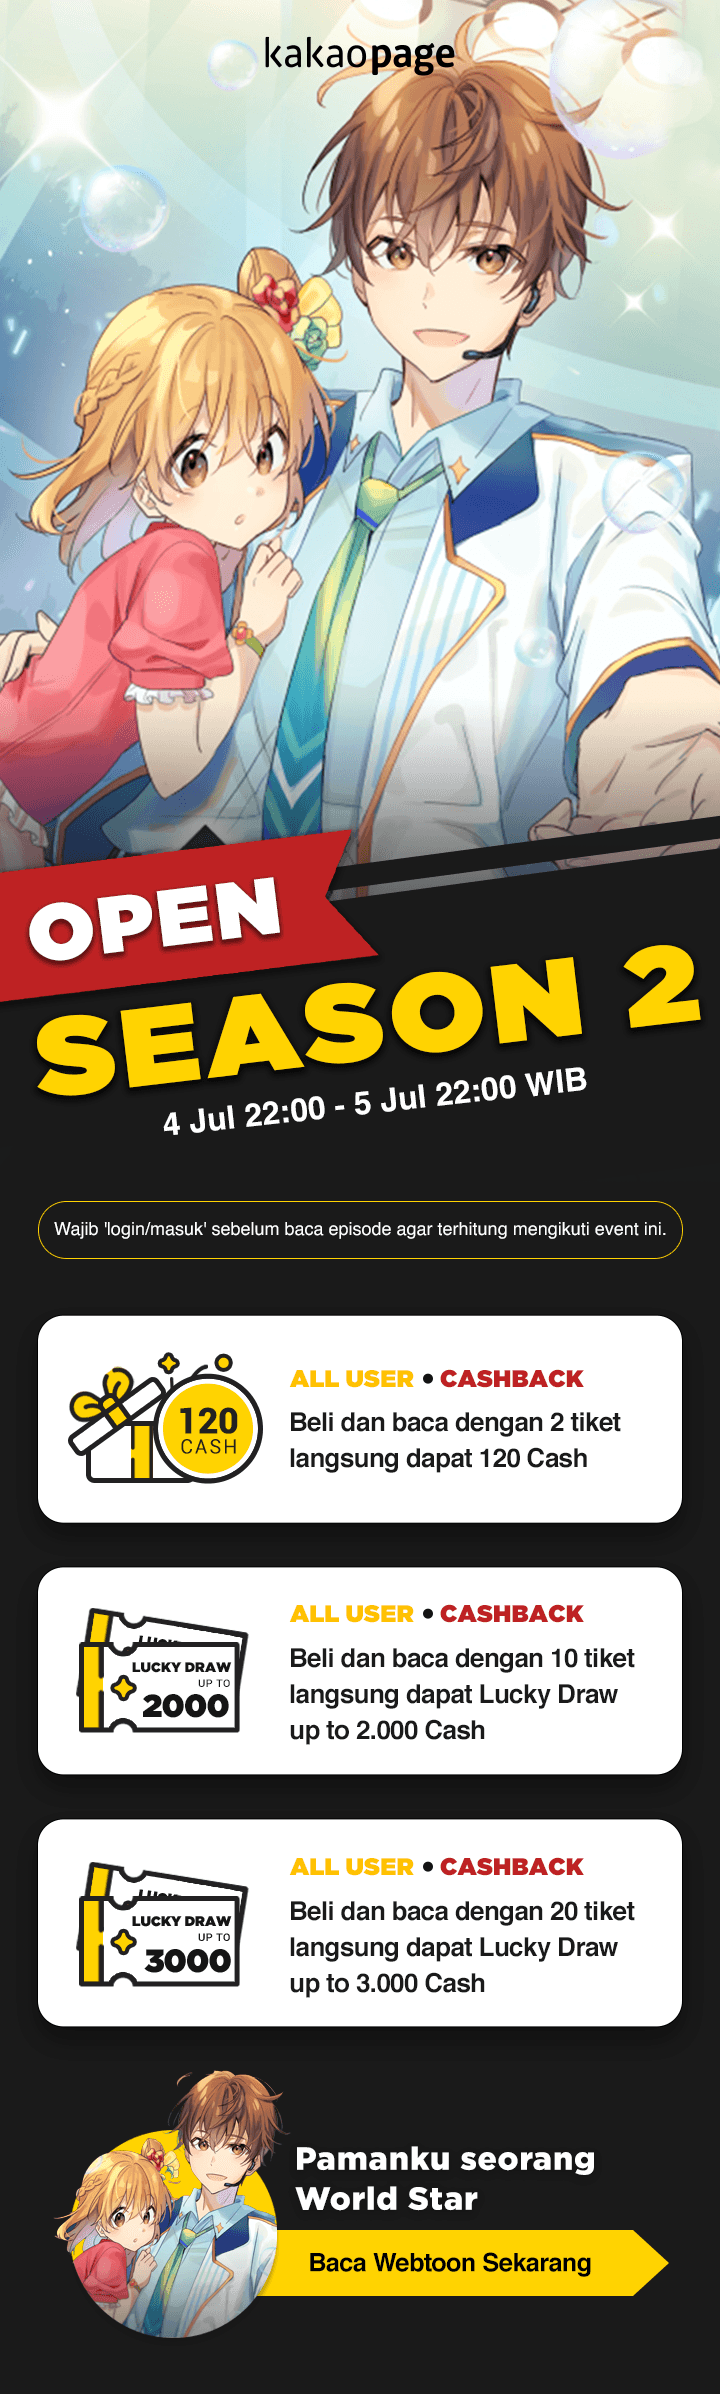 kakaopage
OPEN
SEASON 2
4 Jul 22:00 - 5 Jul 22:00 WIB
Wajib 'login/masuk' sebelum baca episode agar terhitung mengikuti event ini.
120
CASH
ALL USER • CASHBACK
Beli dan baca dengan 2 tiket
langsung dapat 120 Cash
LUCKY DRAW
UP TO
2000
ALL USER • CASHBACK
Beli dan baca dengan 10 tiket
langsung dapat Lucky Draw
up to 2.000 Cash
LUCKY DRAW
UP TO
3000
ALL USER • CASHBACK
Beli dan baca dengan 20 tiket
langsung dapat Lucky Draw
up to 3.000 Cash
Pamanku seorang
World Star
Baca Webtoon Sekarang